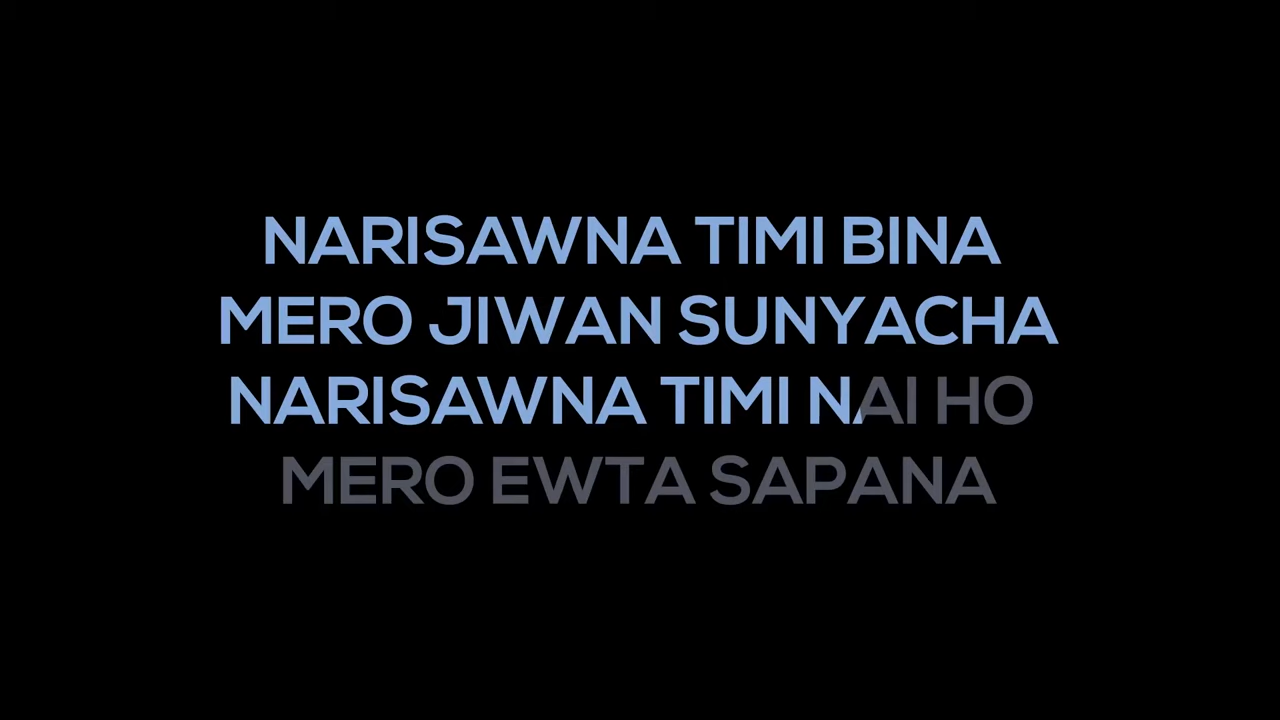 NARISAWNA TIMI BINA
MERO JIWAN SUNYACHA
NARISAWNA TIMI NAI HO
MERO EWTA SAPANA